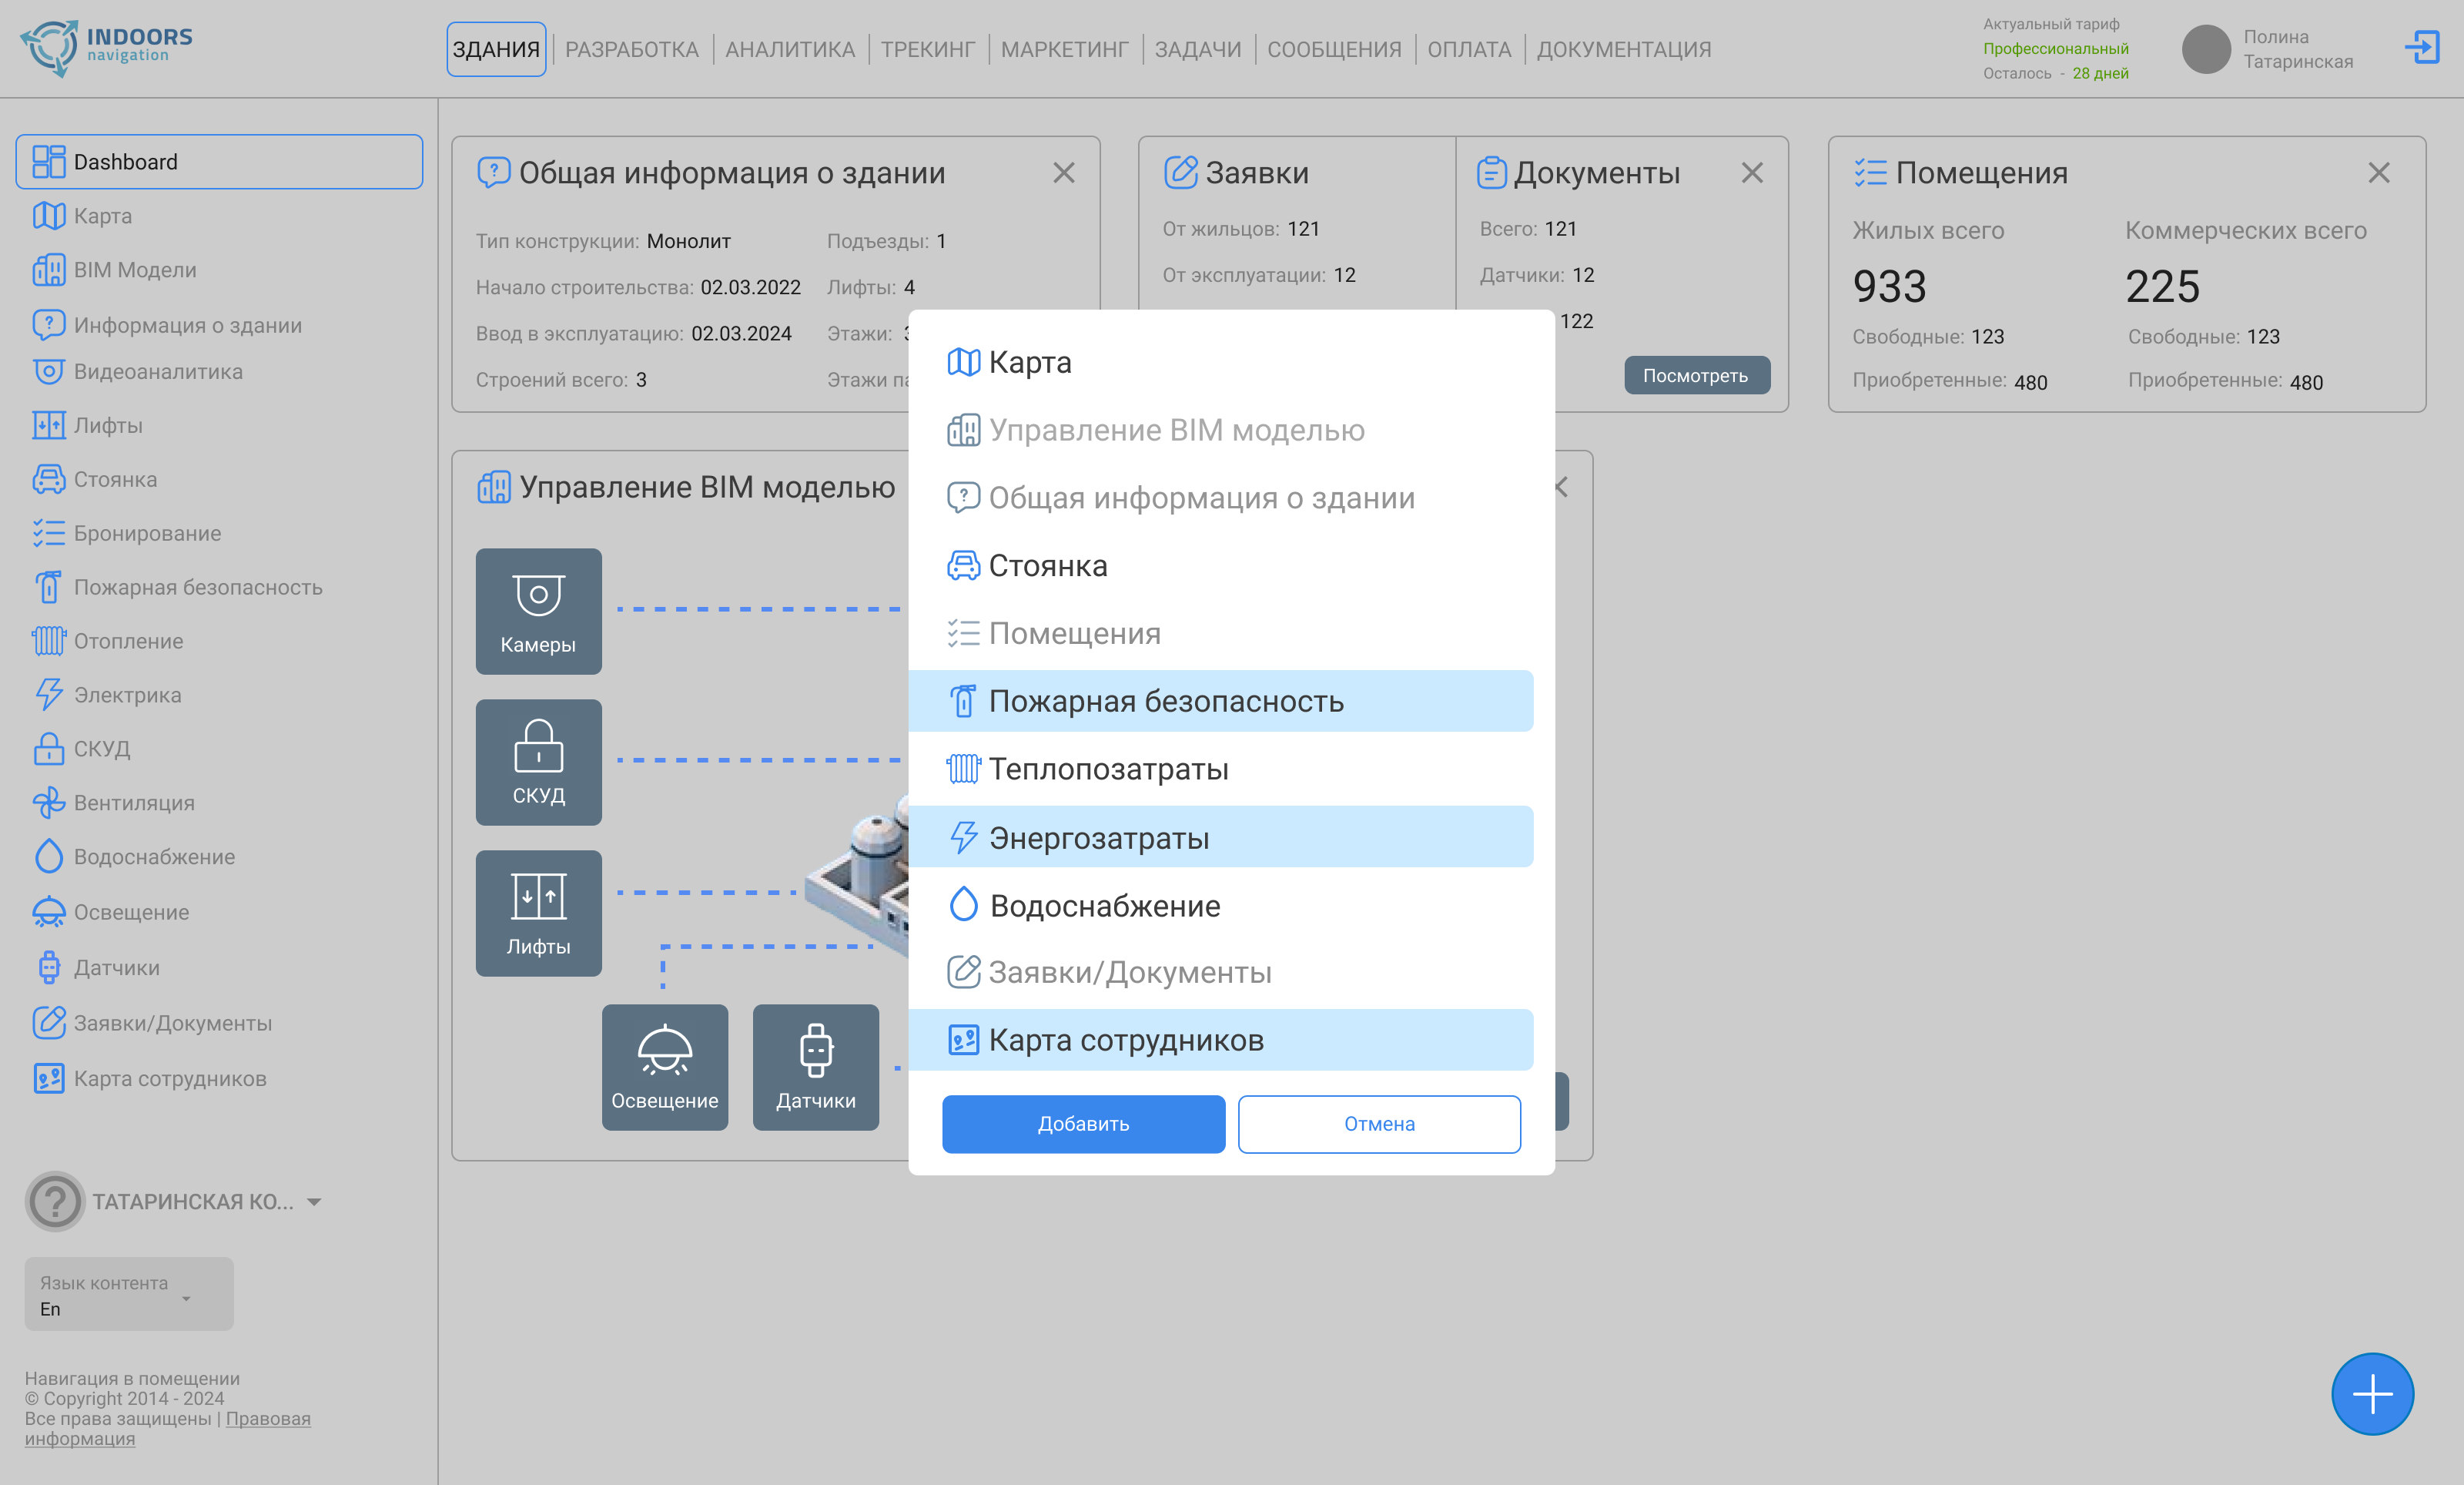 INDOORS
navigation
ЗДАНИЯ
РАЗРАБОТКА
АНАЛИТИКА
ТРЕКИНГ
МАРКЕТИНГ
ЗАДАЧИ
СООБЩЕНИЯ
ОПЛАТА
ДОКУМЕНТАЦИЯ
Актуальный тариф
Профессиональный
Осталось - 28 дней
Полина
Татаринская
Dashboard
Карта
BIM Модели
Информация о здании
Видеоаналитика
Лифты
Стоянка
Бронирование
Пожарная безопасность
Отопление
Электрика
СКУД
Вентиляция
Водоснабжение
Освещение
Датчики
Заявки/Документы
Карта сотрудников
ТАТАРИНСКАЯ КО...
Язык контента
En
Навигация в помещении
© Copyright 2014 - 2024
Все права защищены | Правовая
информация
Общая информация о здании
Тип конструкции: Монолит
Начало строительства: 02.03.2022
Ввод в эксплуатацию: 02.03.2024
Строений всего: 3
Подъезды: 1
Лифты: 4
Этажи:
Этажи
Заявки
От жильцов: 121
От эксплуатации: 12
Документы
Всего: 121
Датчики: 12
122
Посмотреть
Помещения
Жилых всего
933
Свободные: 123
Приобретенные: 480
Коммерческих всего
225
Свободные: 123
Приобретенные: 480
Управление BIM моделью
Камеры
СКУД
Лифты
Освещение
Датчики
Карта
Управление BIM моделью
Общая информация о здании
Стоянка
Помещения
Пожарная безопасность
Теплопозатраты
Энергозатраты
Водоснабжение
Заявки/Документы
Карта сотрудников
Добавить
Отмена